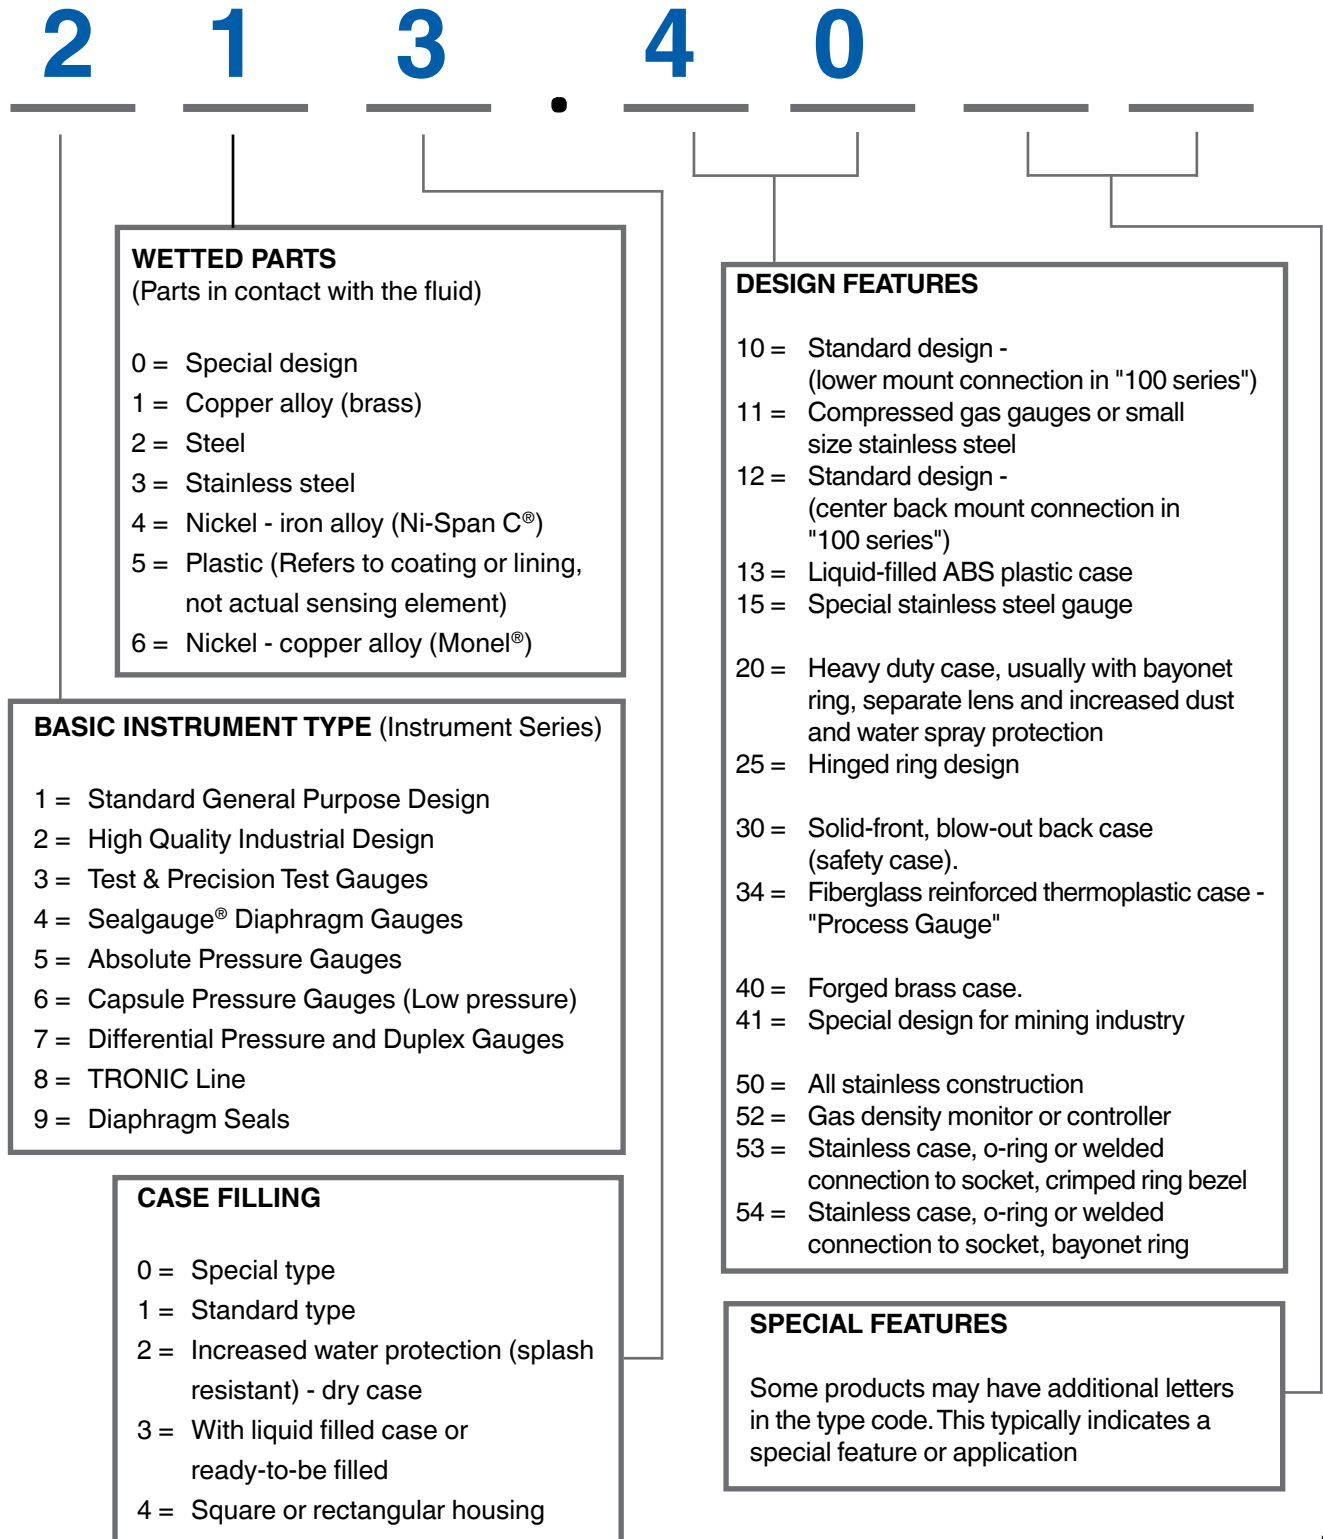 2 1 3 . 4 0
WETTED PARTS
(Parts in contact with the fluid)
0 = Special design
1 = Copper alloy (brass)
2 = Steel
3 = Stainless steel
4 = Nickel - iron alloy (Ni-Span C®)
5 = Plastic (Refers to coating or lining,
not actual sensing element)
6 = Nickel - copper alloy (Monel®)
BASIC INSTRUMENT TYPE (Instrument Series)
1 = Standard General Purpose Design
2 = High Quality Industrial Design
3 = Test & Precision Test Gauges
4 = Sealgauge® Diaphragm Gauges
5 = Absolute Pressure Gauges
6 = Capsule Pressure Gauges (Low pressure)
7 = Differential Pressure and Duplex Gauges
8 = TRONIC Line
9 = Diaphragm Seals
CASE FILLING
0 = Special type
1 = Standard type
2 = Increased water protection (splash
resistant) - dry case
3 = With liquid filled case or
ready-to-be filled
4 = Square or rectangular housing
DESIGN FEATURES
10 = Standard design -
(lower mount connection in "100 series")
11 = Compressed gas gauges or small
size stainless steel
12 = Standard design -
(center back mount connection in
"100 series")
13 = Liquid-filled ABS plastic case
15 = Special stainless steel gauge
20 = Heavy duty case, usually with bayonet
ring, separate lens and increased dust
and water spray protection
25 = Hinged ring design
30 = Solid-front, blow-out back case
(safety case).
34 = Fiberglass reinforced thermoplastic case -
"Process Gauge"
40 = Forged brass case.
41 = Special design for mining industry
50 = All stainless construction
52 = Gas density monitor or controller
53 = Stainless case, o-ring or welded
connection to socket, crimped ring bezel
54 = Stainless case, o-ring or welded
connection to socket, bayonet ring
SPECIAL FEATURES
Some products may have additional letters
in the type code. This typically indicates a
special feature or application